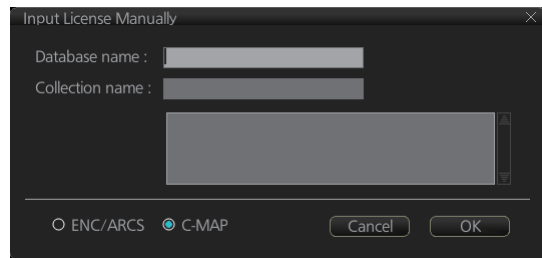 Input License Manually
Database name :
Collection name :
ENC/ARCS C-MAP Cancel OK